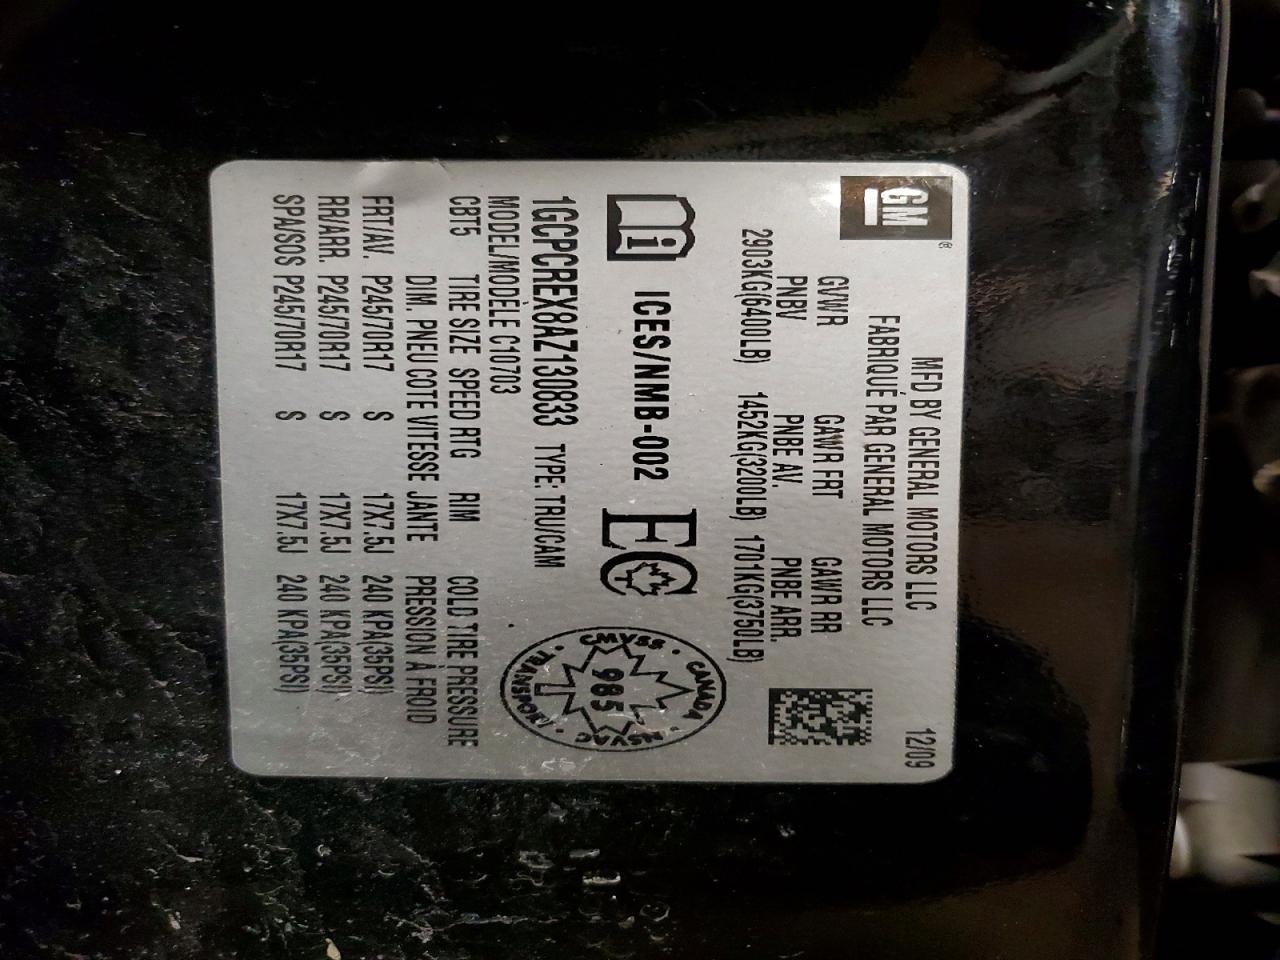 GM®
MFD BY GENERAL MOTORS LLC 12/09
FABRIQUÉ PAR GENERAL MOTORS LLC
GVWR GAWR FRT GAWR RR
PNBV PNBE AV. PNBE ARR.
2903KG(6400LB) 1452KG(3200LB) 1701KG(3750LB)
i ICES/NMB-002 EC
CANADA · NSVAC · TRANSPORT · CMVSS ·
985
1GCPCREX8AZ130833 TYPE: TRU/CAM
MODEL/MODÈLE C10703
CBT5 TIRE SIZE SPEED RTG RIM COLD TIRE PRESSURE
DIM. PNEU COTE VITESSE JANTE PRESSION À FROID
FRT/AV. P245/70R17 S 17X7.5J 240 KPA(35PSI)
RR/ARR. P245/70R17 S 17X7.5J 240 KPA(35PSI)
SPA/SOS P245/70R17 S 17X7.5J 240 KPA(35PSI)